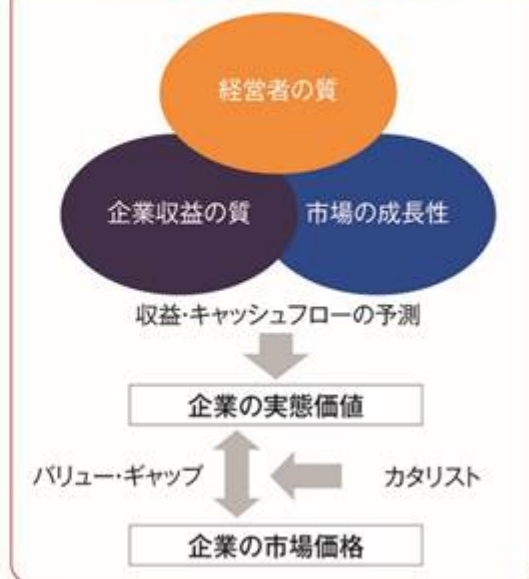 経営者の質
企業収益の質
市場の成長性
収益・キャッシュフローの予測
企業の実態価値
バリュー・ギャップ
カタリスト
企業の市場価格